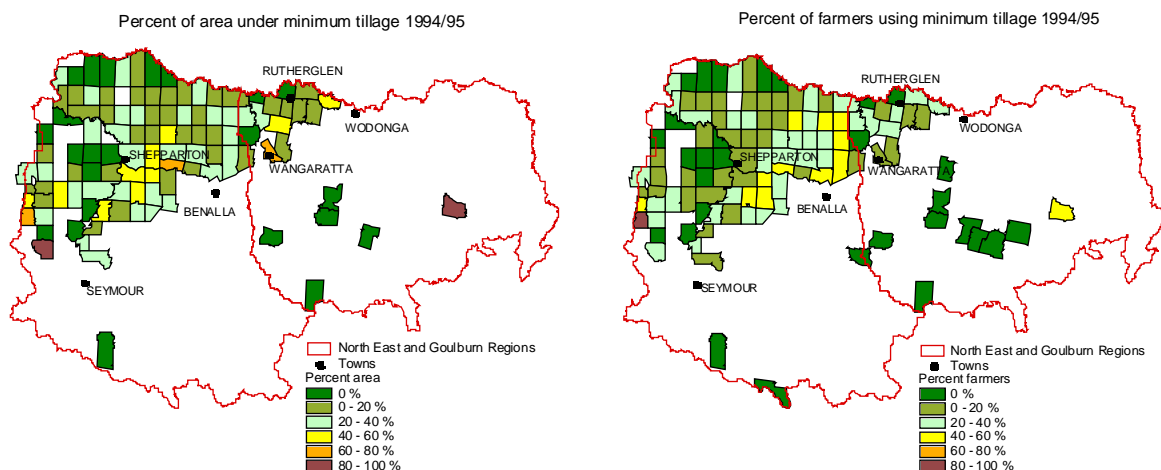 Percent of area under minimum tillage 1994/95
RUTHERGLEN
WODONGA
SHEPPARTON
WANGARATTA
BENALLA
SEYMOUR
North East and Goulburn Regions
Towns
Percent area
0 %
0 - 20 %
20 - 40 %
40 - 60 %
60 - 80 %
80 - 100 %
Percent of farmers using minimum tillage 1994/95
RUTHERGLEN
WODONGA
SHEPPARTON
WANGARATTA
BENALLA
SEYMOUR
North East and Goulburn Regions
Towns
Percent farmers
0 %
0 - 20 %
20 - 40 %
40 - 60 %
60 - 80 %
80 - 100 %